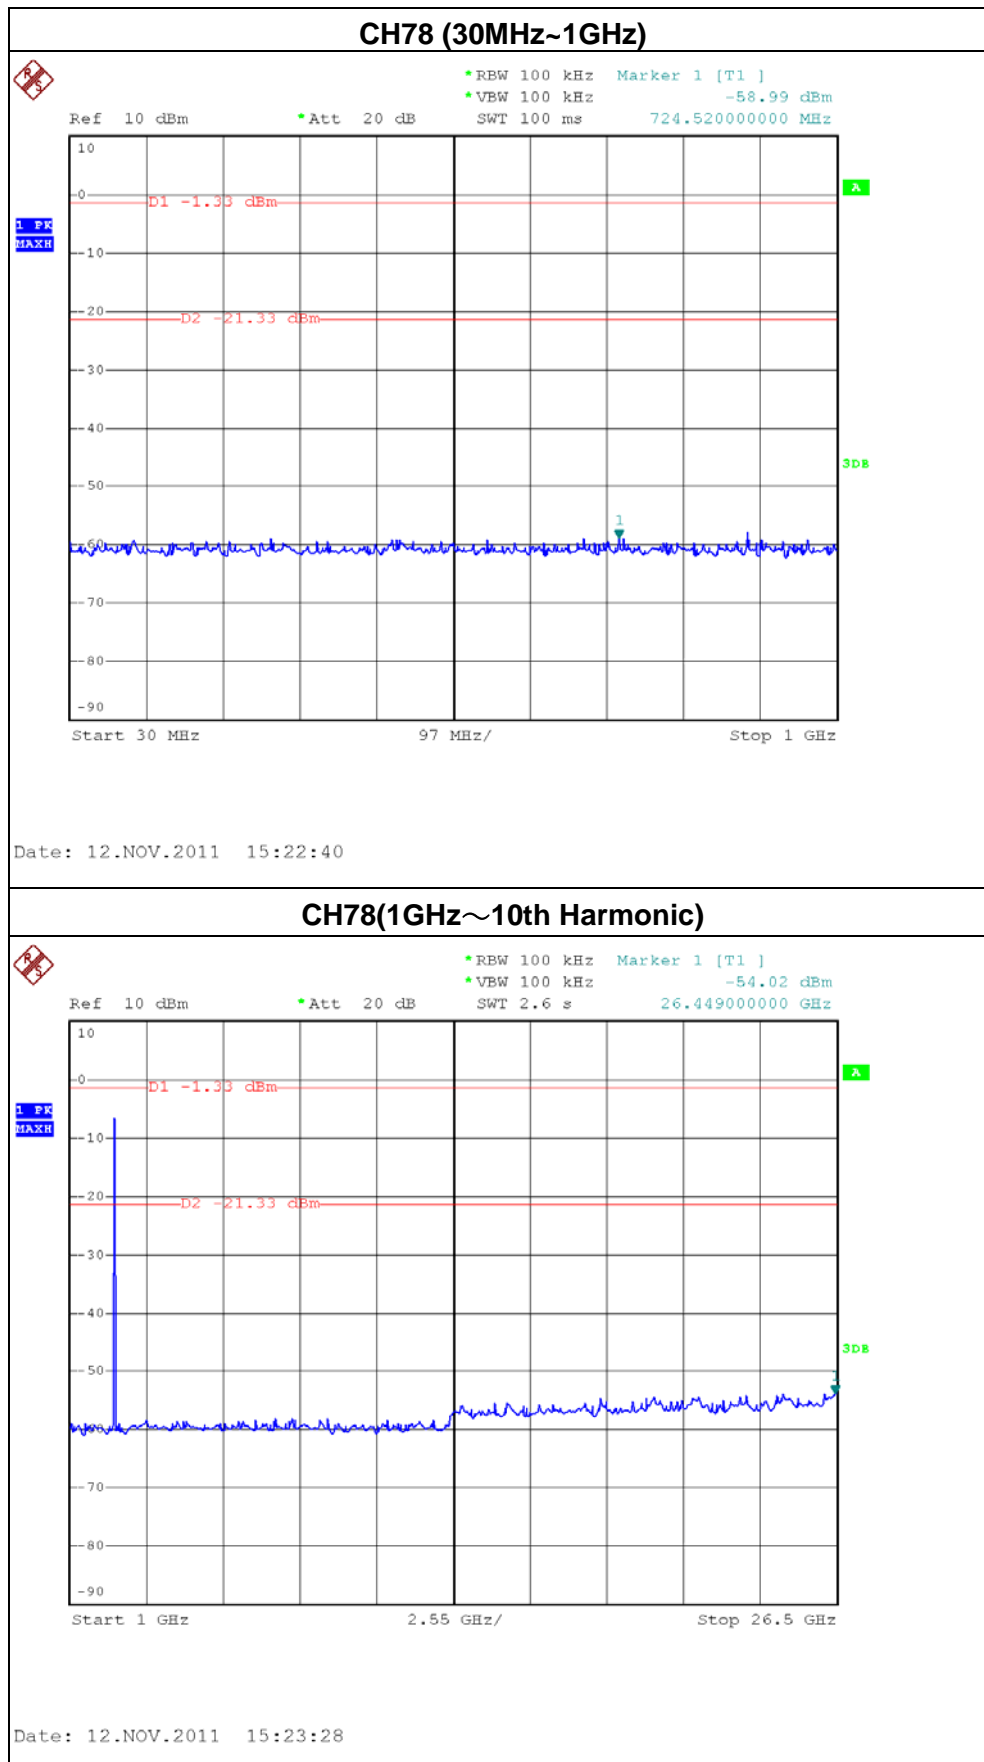 CH78 (30MHz~1GHz)
R S
*RBW 100 kHz Marker 1 [T1 ]
*VBW 100 kHz -58.99 dBm
Ref 10 dBm *Att 20 dB SWT 100 ms 724.520000000 MHz
10
A
0
D1 -1.33 dBm
1 PK
MAXH
-10
-20
D2 -21.33 dBm
-30
-40
3DB
-50
1
-60
-70
-80
-90
Start 30 MHz 97 MHz/ Stop 1 GHz
Date: 12.NOV.2011 15:22:40
CH78(1GHz~10th Harmonic)
R S
*RBW 100 kHz Marker 1 [T1 ]
*VBW 100 kHz -54.02 dBm
Ref 10 dBm *Att 20 dB SWT 2.6 s 26.449000000 GHz
10
A
0
D1 -1.33 dBm
1 PK
MAXH
-10
-20
D2 -21.33 dBm
-30
-40
3DB
-50
1
-60
-70
-80
-90
Start 1 GHz 2.55 GHz/ Stop 26.5 GHz
Date: 12.NOV.2011 15:23:28